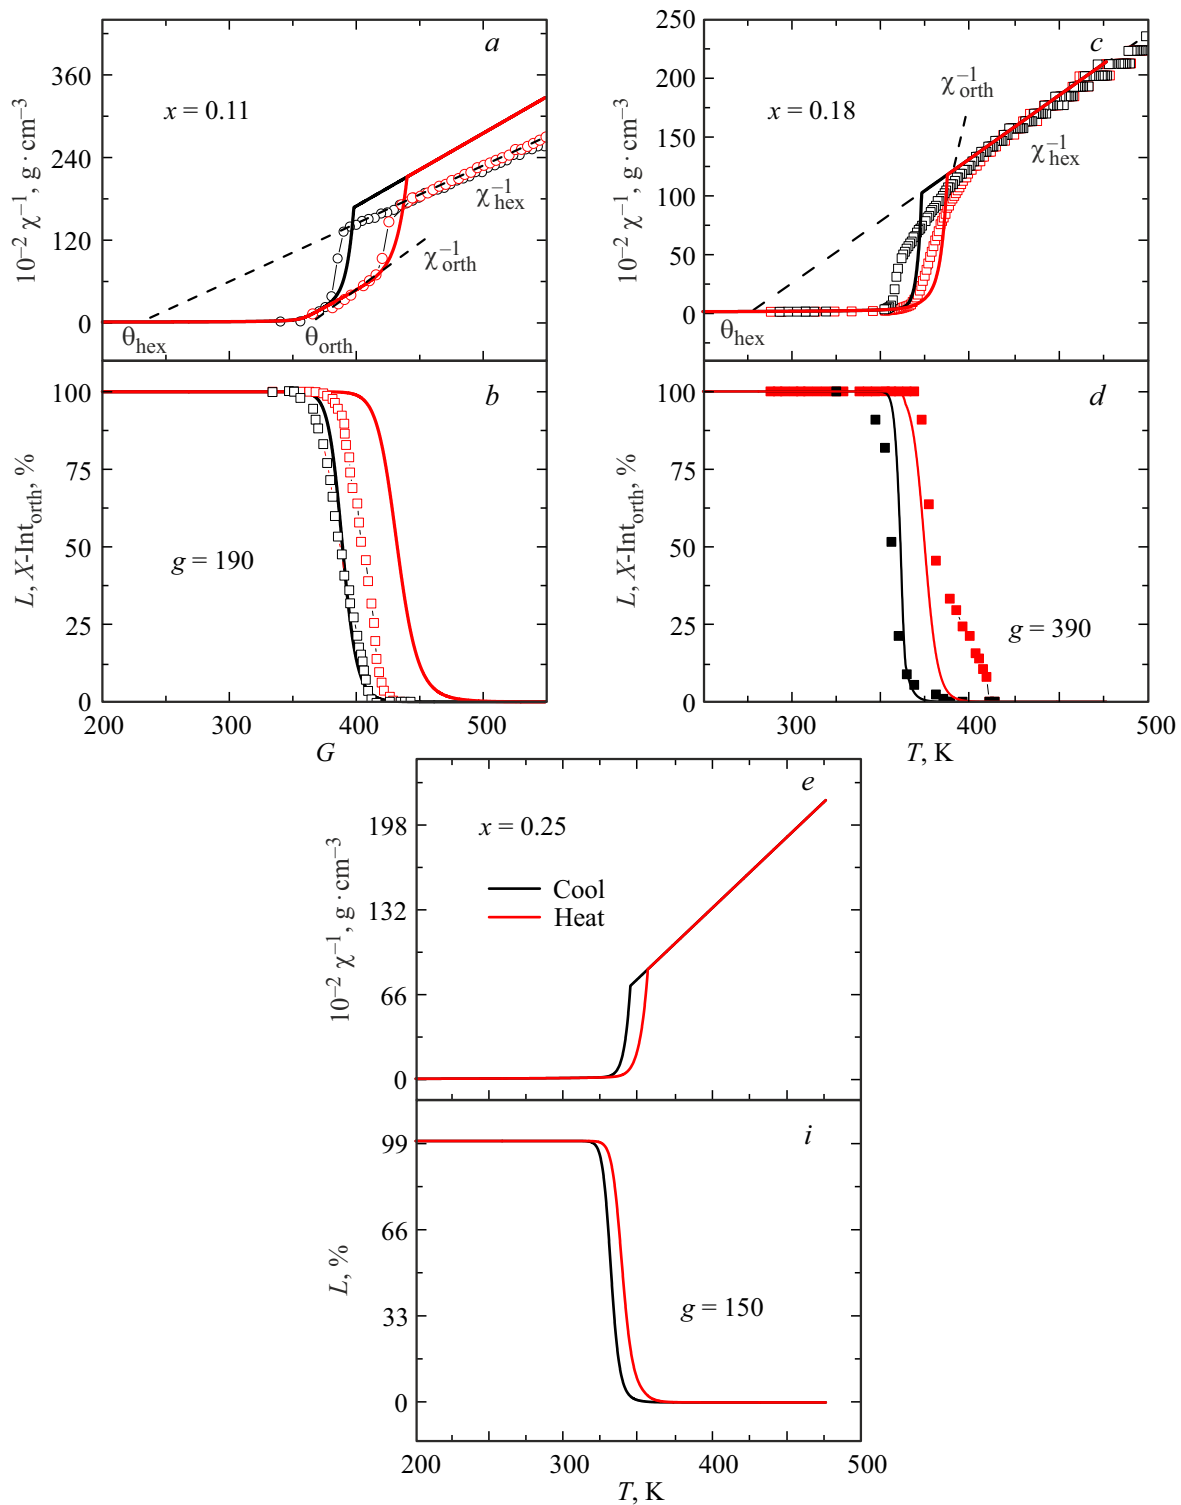 a
x = 0.11
10⁻² χ⁻¹, g · cm⁻³
360
240
120
0
χ⁻¹hex
χ⁻¹orth
θhex
θorth
b
L, X-Intorth, %
100
75
50
25
0
g = 190
200
300
400
500
G
c
x = 0.18
10⁻² χ⁻¹, g · cm⁻³
250
200
150
100
50
0
χ⁻¹orth
χ⁻¹hex
θhex
d
L, X-Intorth, %
100
75
50
25
0
g = 390
300
400
500
T, K
e
x = 0.25
10⁻² χ⁻¹, g · cm⁻³
198
132
66
0
Cool
Heat
i
L, %
99
66
33
0
g = 150
200
300
400
500
T, K